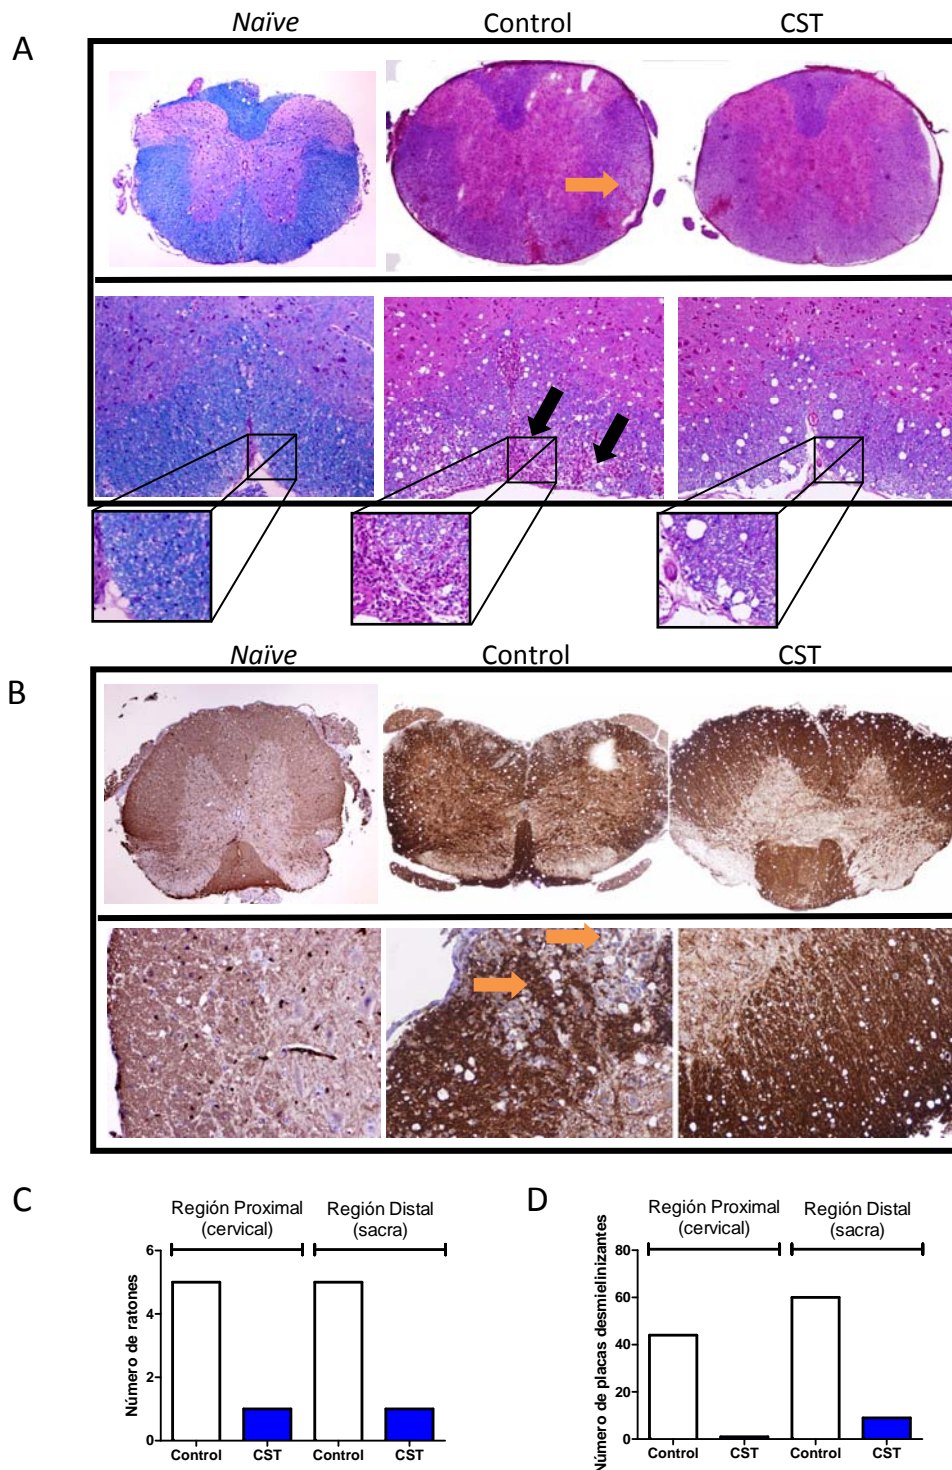 A
Naïve Control CST
Naïve Control CST
B
C
Región Proximal
(cervical)
Región Distal
(sacra)
Número de ratones
6
4
2
0
Control CST Control CST
D
Región Proximal
(cervical)
Región Distal
(sacra)
Número de placas desmielinizantes
80
60
40
20
0
Control CST Control CST